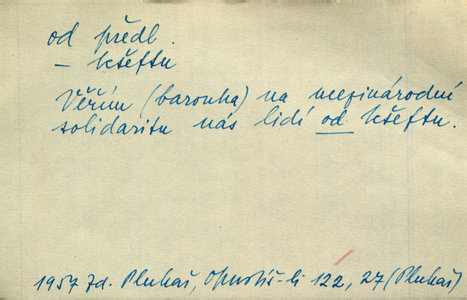 od předl.
– kšeftu
Věřím (baronka) na mezinárodní
solidaritu nás lidí od kšeftu.
1957 Zd. Pluhař, Opustíš-li 122, 27 (Pluhař)